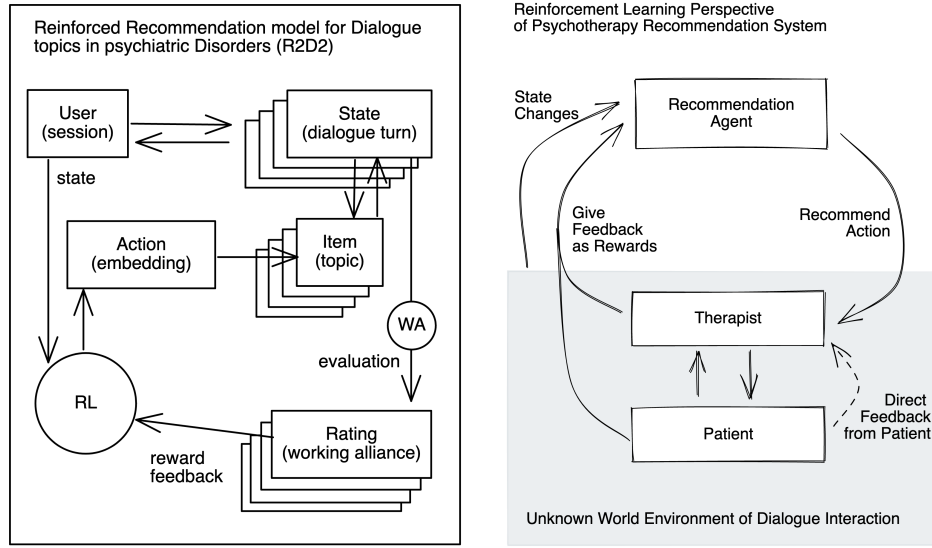 Reinforced Recommendation model for Dialogue
topics in psychiatric Disorders (R2D2)
User
(session)
State
(dialogue turn)
state
Action
(embedding)
Item
(topic)
WA
evaluation
RL
Rating
(working alliance)
reward
feedback
Reinforcement Learning Perspective
of Psychotherapy Recommendation System
State
Changes
Recommendation
Agent
Give
Feedback
as Rewards
Recommend
Action
Therapist
Direct
Feedback
from Patient
Patient
Unknown World Environment of Dialogue Interaction